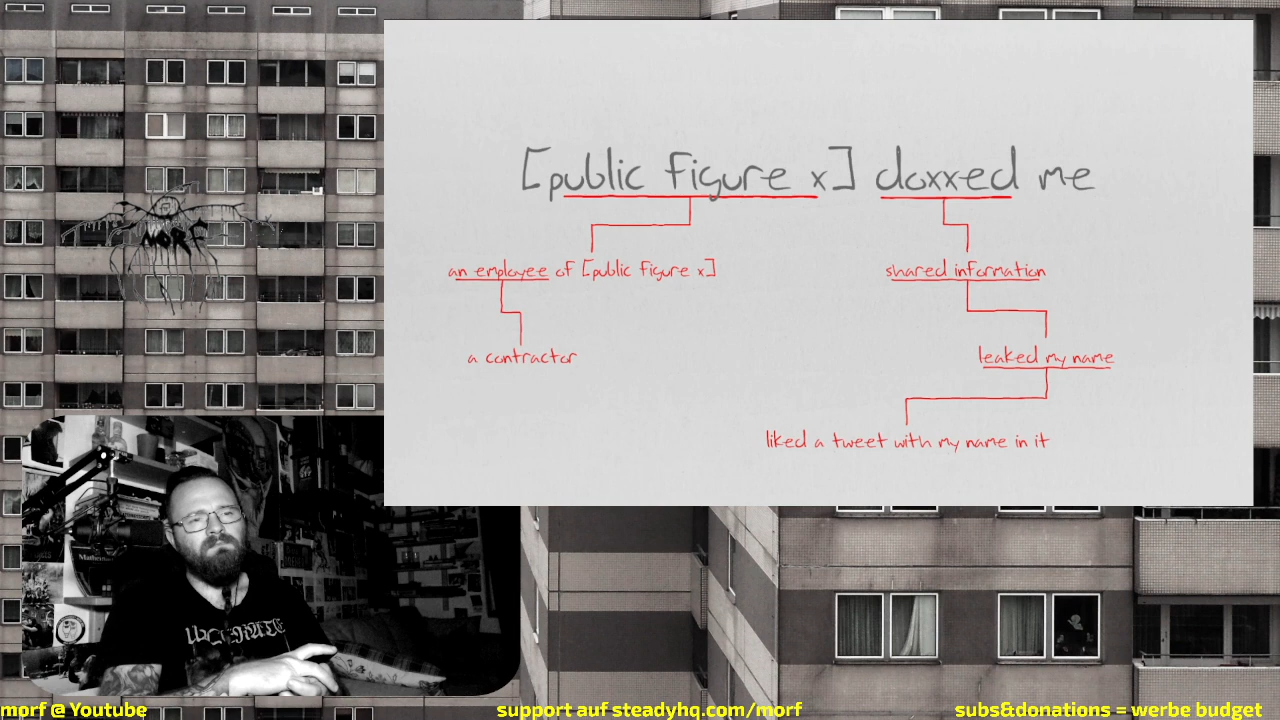 [public figure x] doxxed me
an employee of [public figure x]
shared information
a contractor
leaked my name
liked a tweet with my name in it
MORF
morf @ Youtube
support auf steadyhq.com/morf
subs&donations = werbe budget